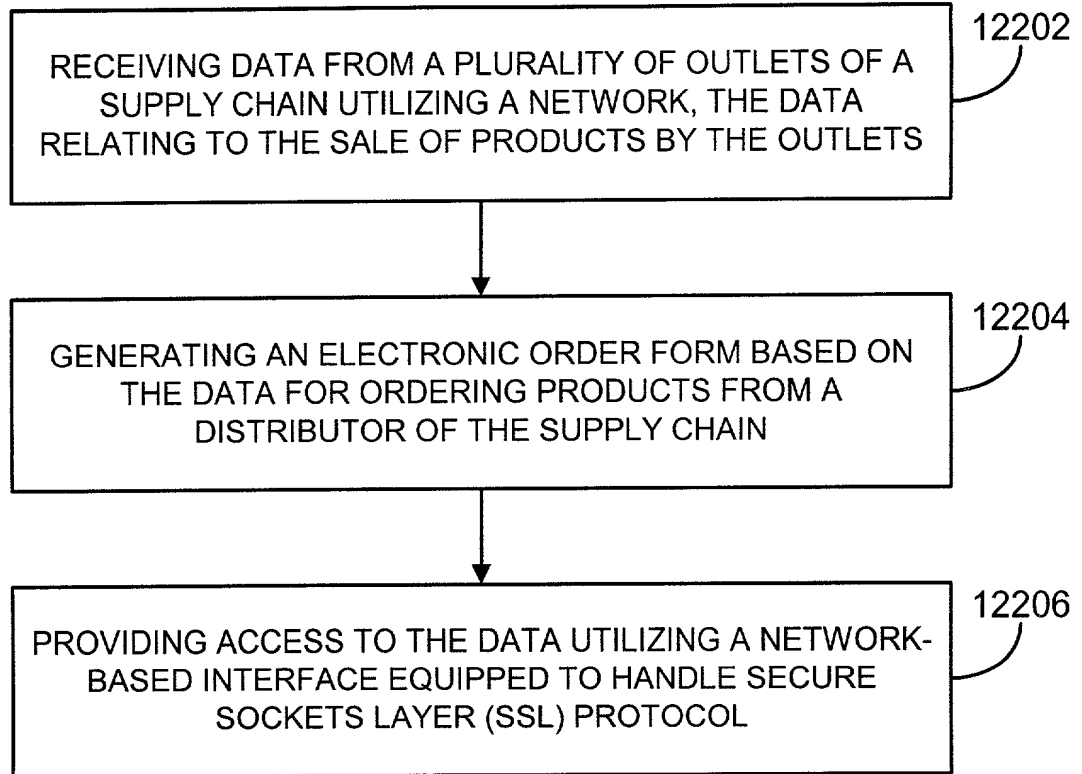 12202
RECEIVING DATA FROM A PLURALITY OF OUTLETS OF A
SUPPLY CHAIN UTILIZING A NETWORK, THE DATA
RELATING TO THE SALE OF PRODUCTS BY THE OUTLETS
12204
GENERATING AN ELECTRONIC ORDER FORM BASED ON
THE DATA FOR ORDERING PRODUCTS FROM A
DISTRIBUTOR OF THE SUPPLY CHAIN
12206
PROVIDING ACCESS TO THE DATA UTILIZING A NETWORK-
BASED INTERFACE EQUIPPED TO HANDLE SECURE
SOCKETS LAYER (SSL) PROTOCOL